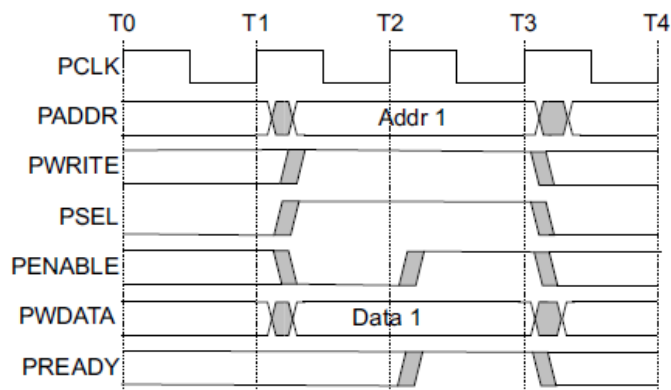 T0 T1 T2 T3 T4
PCLK
PADDR Addr 1
PWRITE
PSEL
PENABLE
PWDATA Data 1
PREADY